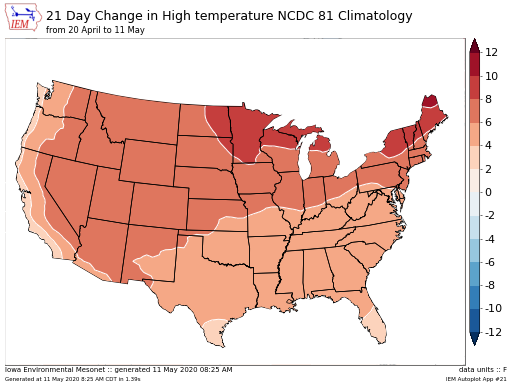 IEM
21 Day Change in High temperature NCDC 81 Climatology
from 20 April to 11 May
12
10
8
6
4
2
0
-2
-4
-6
-8
-10
-12
Iowa Environmental Mesonet :: generated 11 May 2020 08:25 AM
data units :: F
Generated at 11 May 2020 8:25 AM CDT in 1.39s
IEM Autoplot App #21